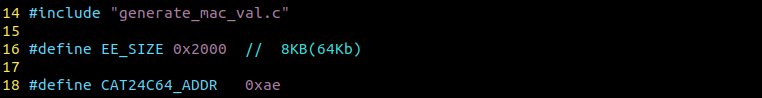 14 #include "generate_mac_val.c"
15
16 #define EE_SIZE 0x2000  //  8KB(64Kb)
17
18 #define CAT24C64_ADDR   0xae